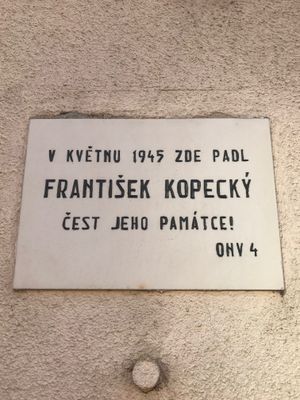 V KVĚTNU 1945 ZDE PADL
FRANTIŠEK KOPECKÝ
ČEST JEHO PAMÁTCE!
ONV 4